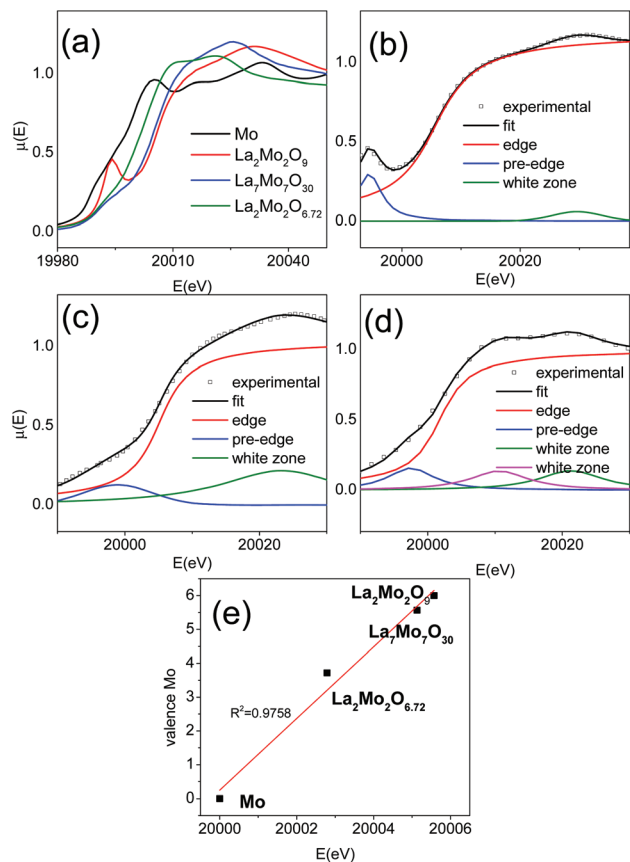 (a)
μ(E)
1.0
0.5
0.0
Mo
La2Mo2O9
La7Mo7O30
La2Mo2O6.72
19980 20010 20040
E(eV)
(b)
1.0
0.5
0.0
experimental
fit
edge
pre-edge
white zone
20000 20020
E(eV)
(c)
μ(E)
1.0
0.5
0.0
experimental
fit
edge
pre-edge
white zone
20000 20020
E(eV)
(d)
1.0
0.5
0.0
experimental
fit
edge
pre-edge
white zone
white zone
20000 20020
E(eV)
(e)
valence Mo
6
5
4
3
2
1
0
La2Mo2O9
La7Mo7O30
La2Mo2O6.72
R2=0.9758
Mo
20000 20002 20004 20006
E(eV)